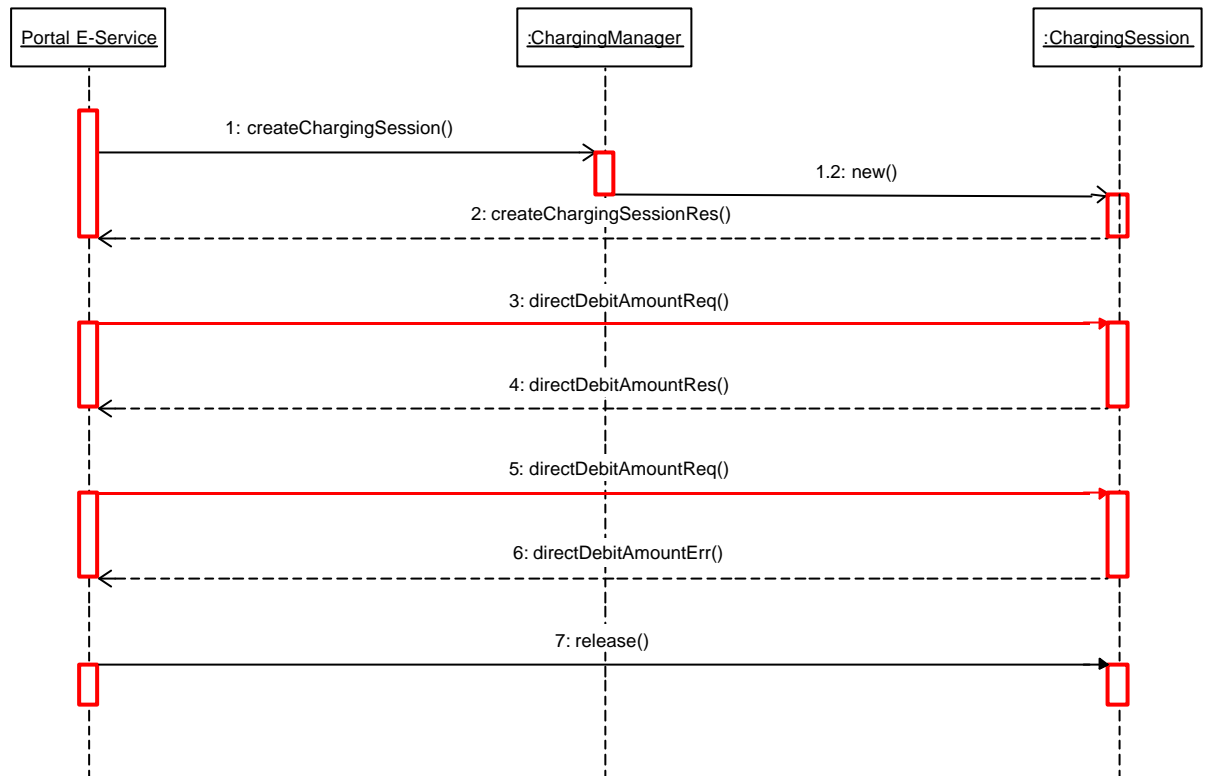 Portal E-Service
:ChargingManager
:ChargingSession
1: createChargingSession()
1.2: new()
2: createChargingSessionRes()
3: directDebitAmountReq()
4: directDebitAmountRes()
5: directDebitAmountReq()
6: directDebitAmountErr()
7: release()